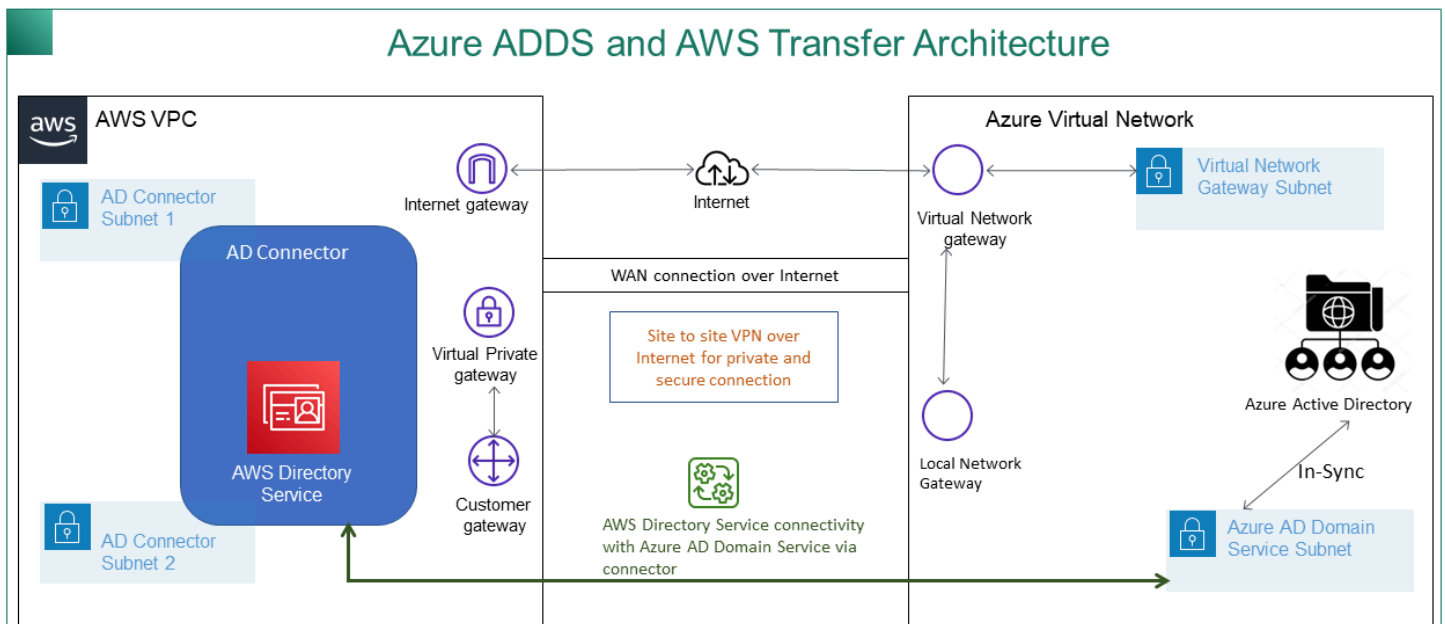 Azure ADDS and AWS Transfer Architecture
aws
AWS VPC
AD Connector
Subnet 1
AD Connector
AWS Directory
Service
AD Connector
Subnet 2
Internet gateway
Virtual Private
gateway
Customer
gateway
Internet
WAN connection over Internet
Site to site VPN over
Internet for private and
secure connection
AWS Directory Service connectivity
with Azure AD Domain Service via
connector
Azure Virtual Network
Virtual Network
gateway
Virtual Network
Gateway Subnet
Local Network
Gateway
Azure Active Directory
In-Sync
Azure AD Domain
Service Subnet